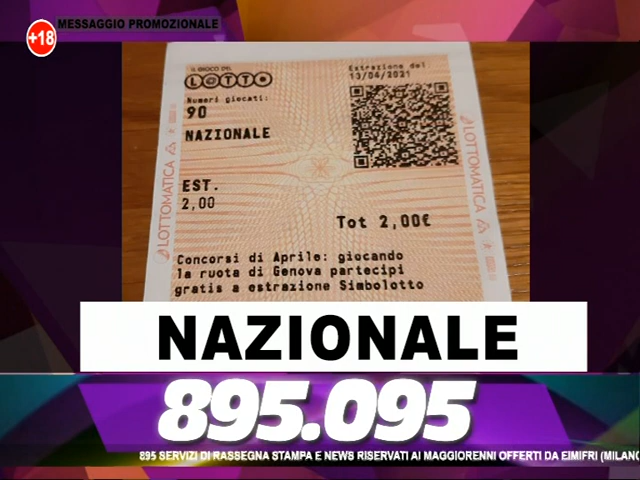 MESSAGGIO PROMOZIONALE
+18
IL GIOCO DEL
LOTTO
Estrazione del
13/04/2021
Numeri giocati:
90
NAZIONALE
EST.
2,00
Tot 2,00€
LOTTOMATICA
LOTTOMATICA
Concorsi di Aprile: giocando
la ruota di Genova partecipi
gratis a estrazione Simbolotto
NAZIONALE
895.095
895 SERVIZI DI RASSEGNA STAMPA E NEWS RISERVATI AI MAGGIORENNI OFFERTI DA EIMIFRI (MILANO